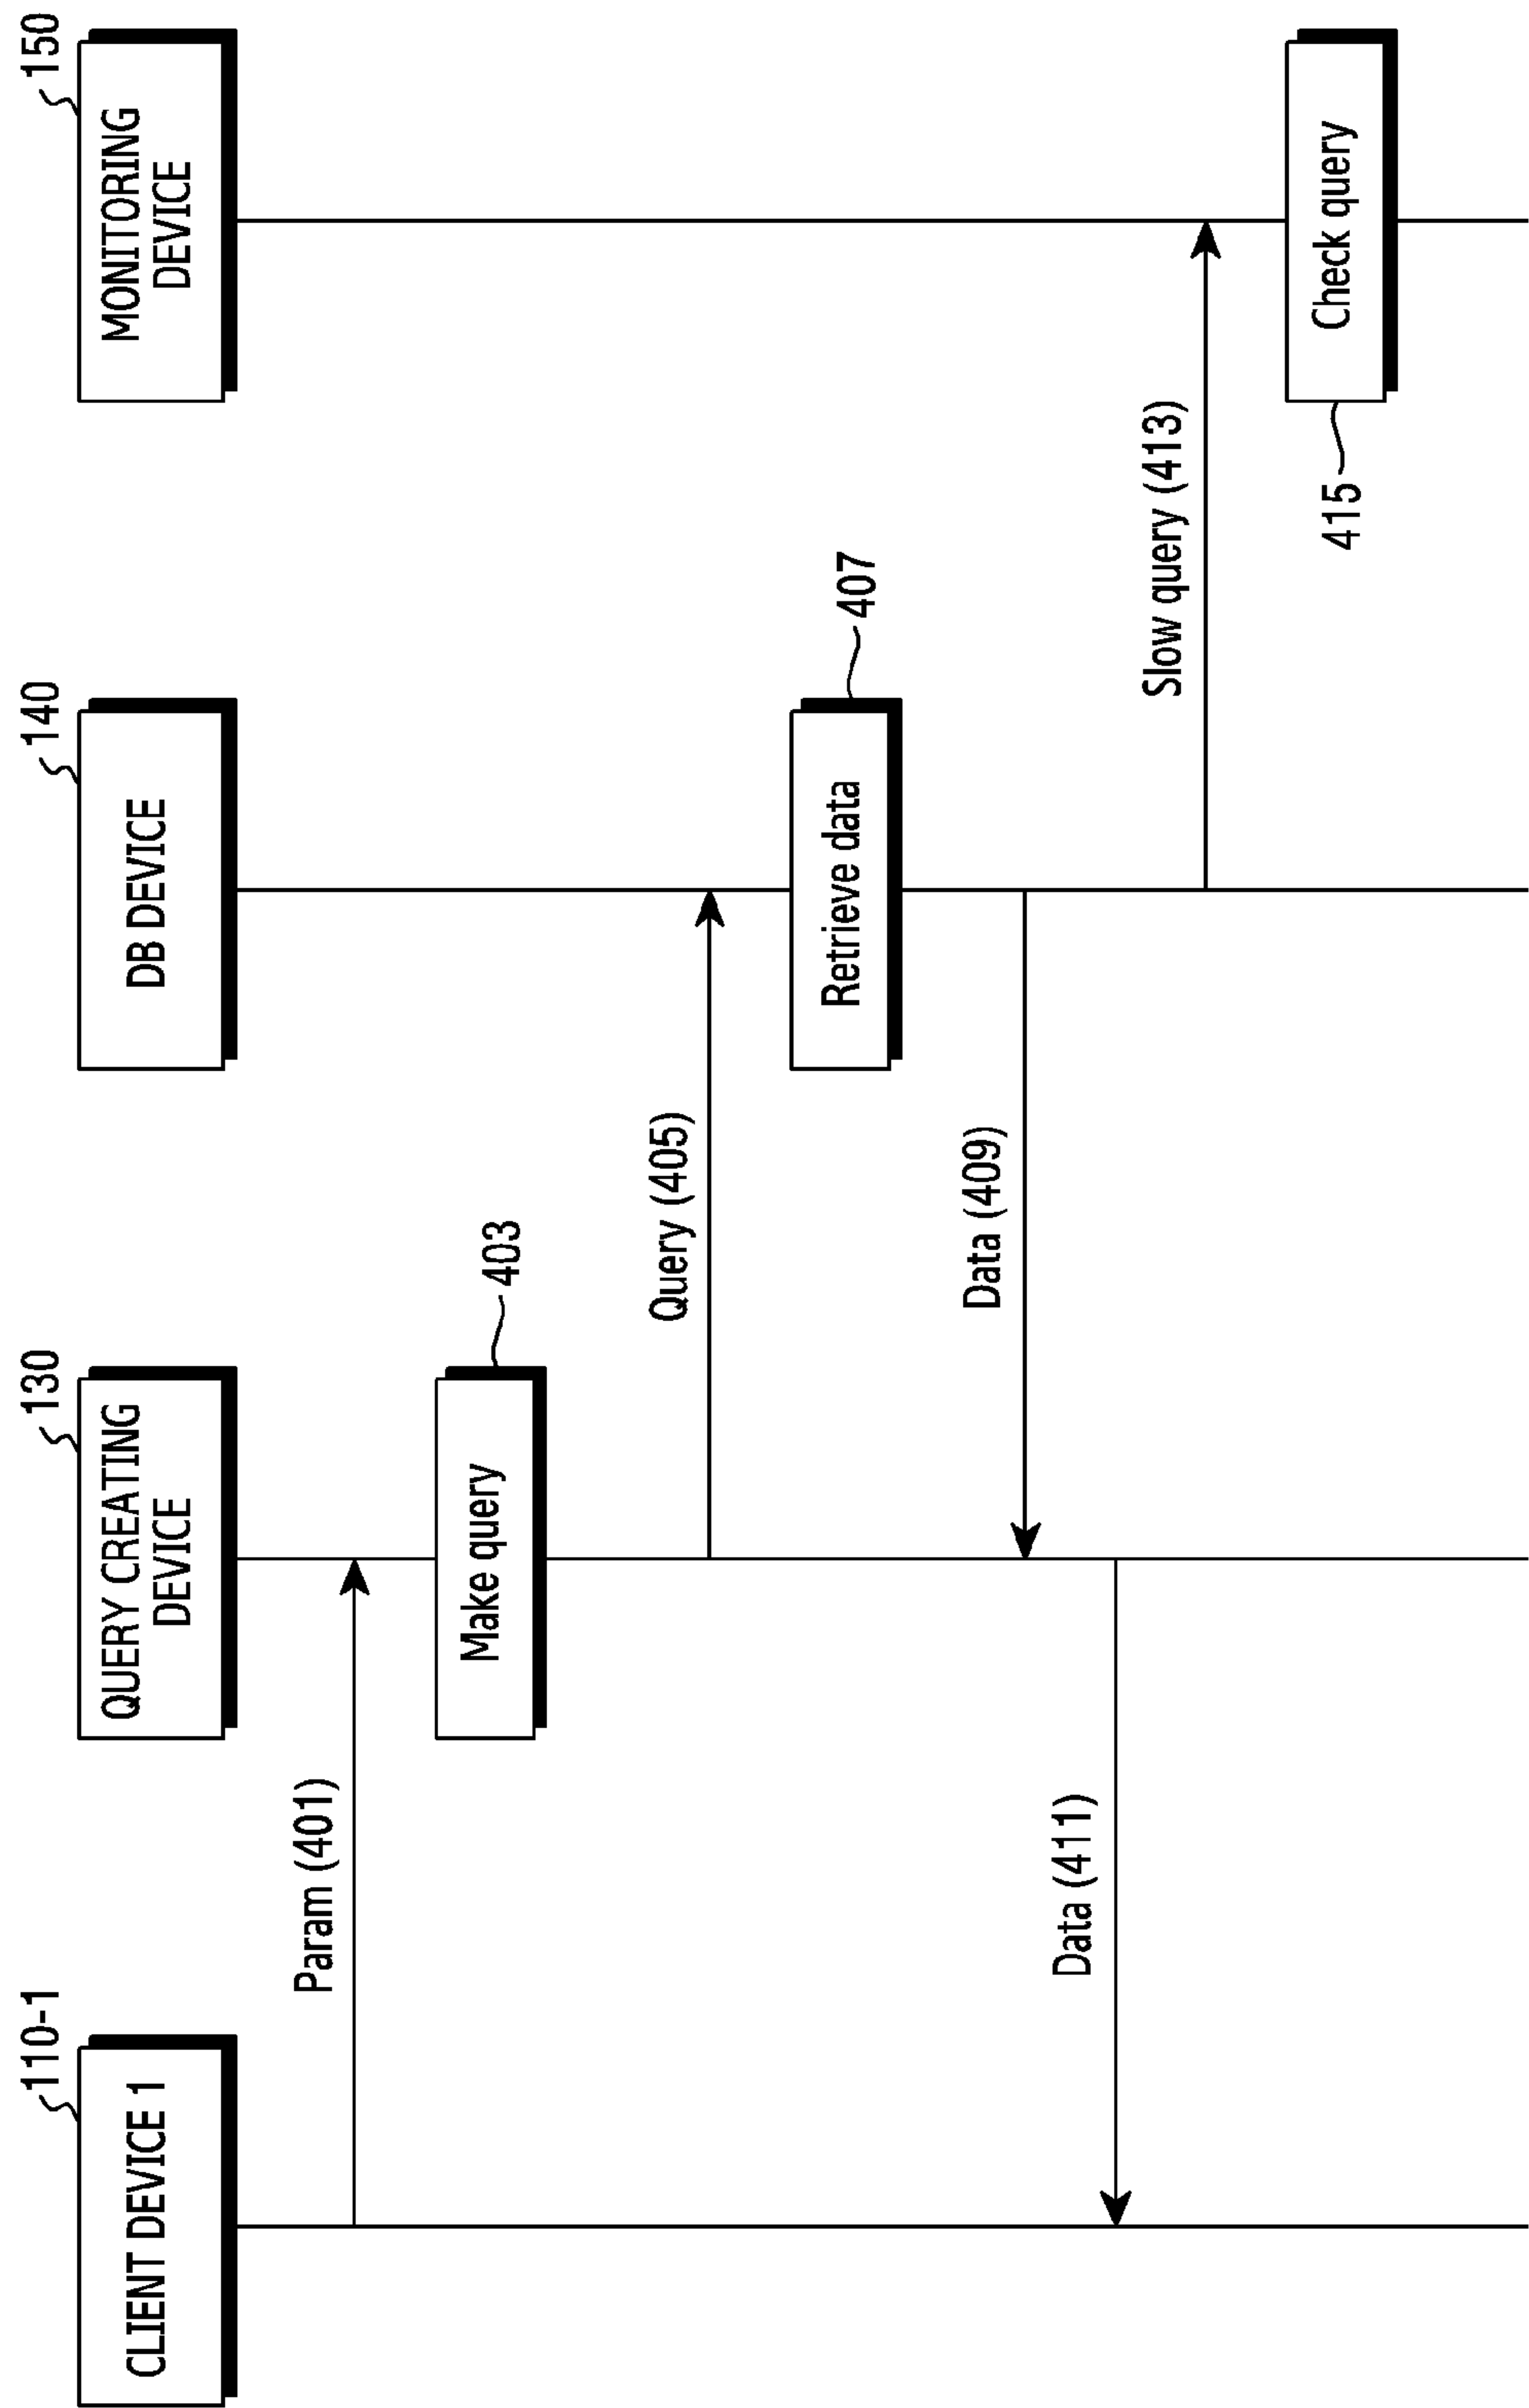 110-1
CLIENT DEVICE 1
130
QUERY CREATING
DEVICE
140
DB DEVICE
150
MONITORING
DEVICE
Param (401)
Make query
403
Query (405)
Retrieve data
407
Data (409)
Data (411)
Slow query (413)
415
Check query